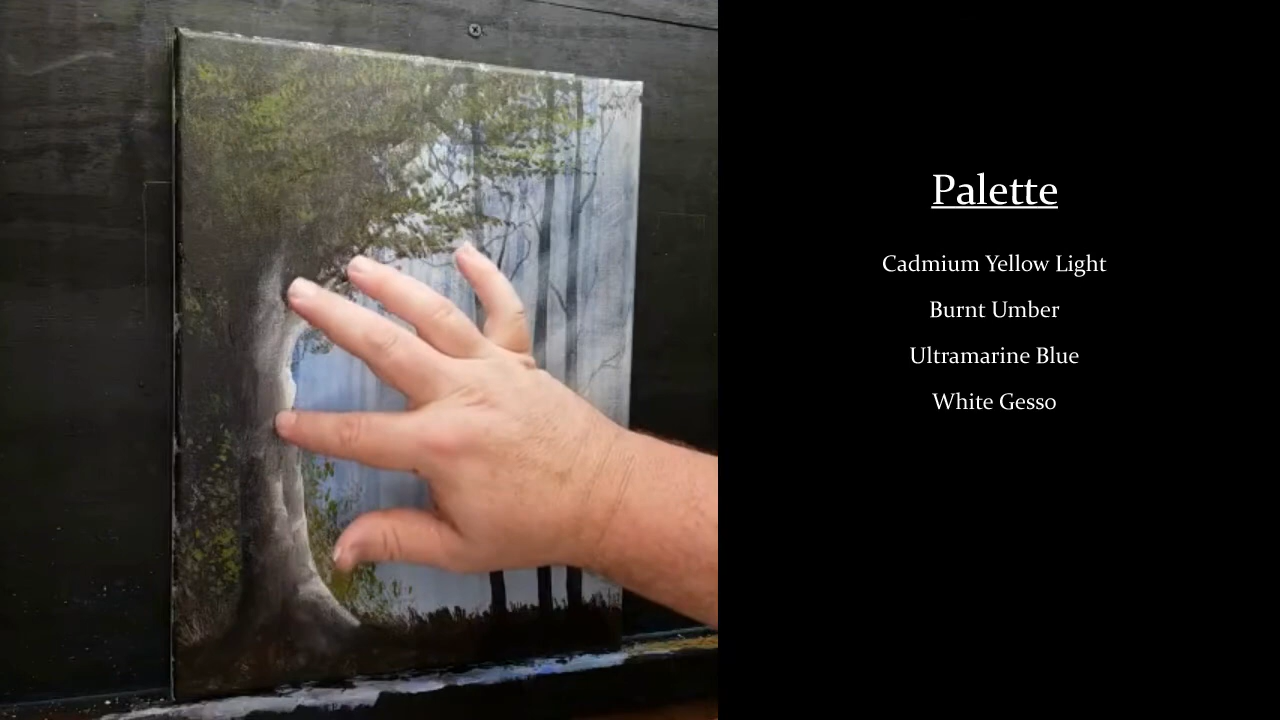 Palette
Cadmium Yellow Light
Burnt Umber
Ultramarine Blue
White Gesso